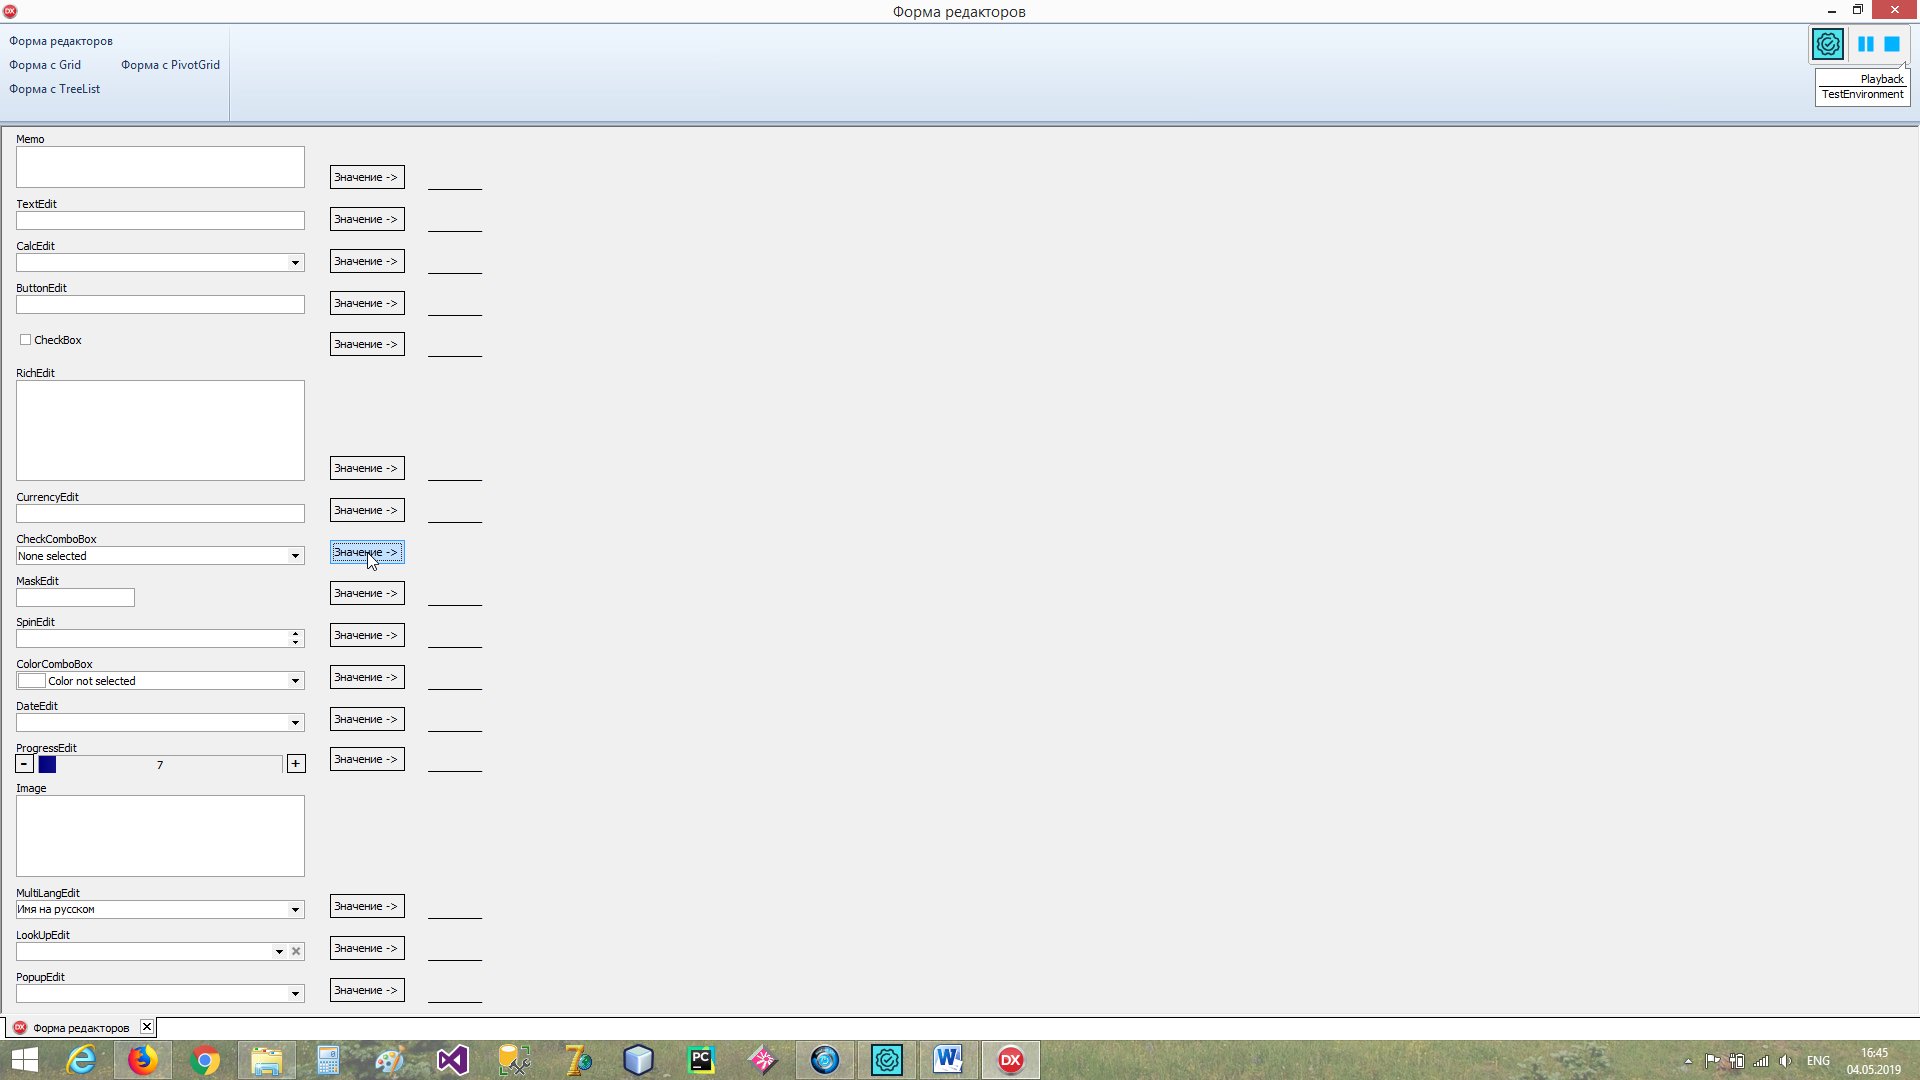 Форма редакторов
Форма редакторов
Форма с Grid
Форма с PivotGrid
Форма с TreeList
Playback
TestEnvironment
Memo
Значение ->
TextEdit
Значение ->
CalcEdit
Значение ->
ButtonEdit
Значение ->
CheckBox
Значение ->
RichEdit
Значение ->
CurrencyEdit
Значение ->
CheckComboBox
None selected
Значение ->
MaskEdit
Значение ->
SpinEdit
Значение ->
ColorComboBox
Color not selected
Значение ->
DateEdit
Значение ->
ProgressEdit
- 7 +
Значение ->
Image
MultiLangEdit
Имя на русском
Значение ->
LookUpEdit
Значение ->
PopupEdit
Значение ->
DX Форма редакторов
PC
W
DX
ENG
16:45
04.05.2019